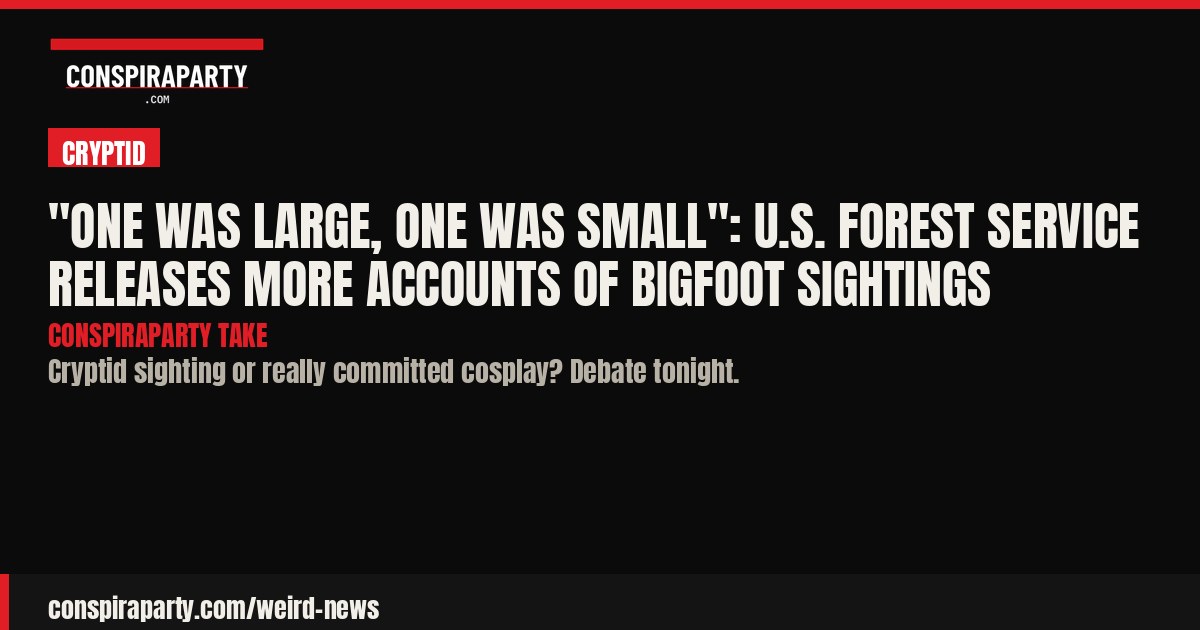 CONSPIRAPARTY
.COM
CRYPTID
"ONE WAS LARGE, ONE WAS SMALL": U.S. FOREST SERVICE
RELEASES MORE ACCOUNTS OF BIGFOOT SIGHTINGS
CONSPIRAPARTY TAKE
Cryptid sighting or really committed cosplay? Debate tonight.
conspiraparty.com/weird-news